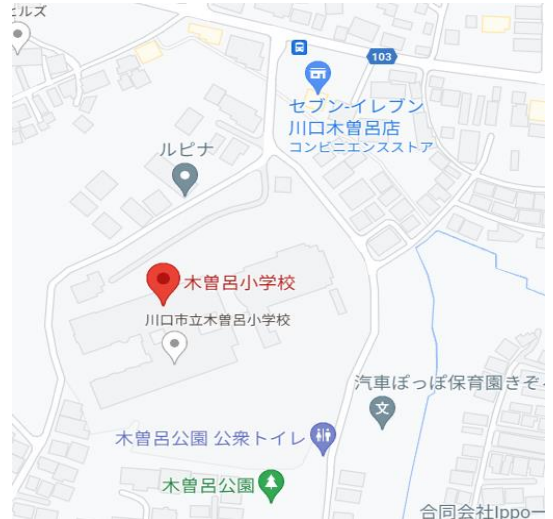 ヒルズ
103
セブン-イレブン
川口木曽呂店
コンビニエンスストア
ルピナ
木曽呂小学校
川口市立木曽呂小学校
汽車ぽっぽ保育園きそ
文
木曽呂公園 公衆トイレ
木曽呂公園
合同会社Ippo一